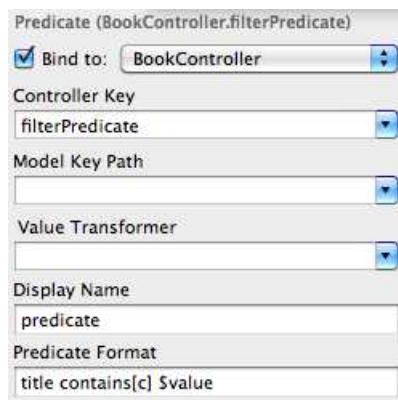 Predicate (BookController.filterPredicate)
Bind to: BookController
Controller Key
filterPredicate
Model Key Path
Value Transformer
Display Name
predicate
Predicate Format
title contains[c] $value